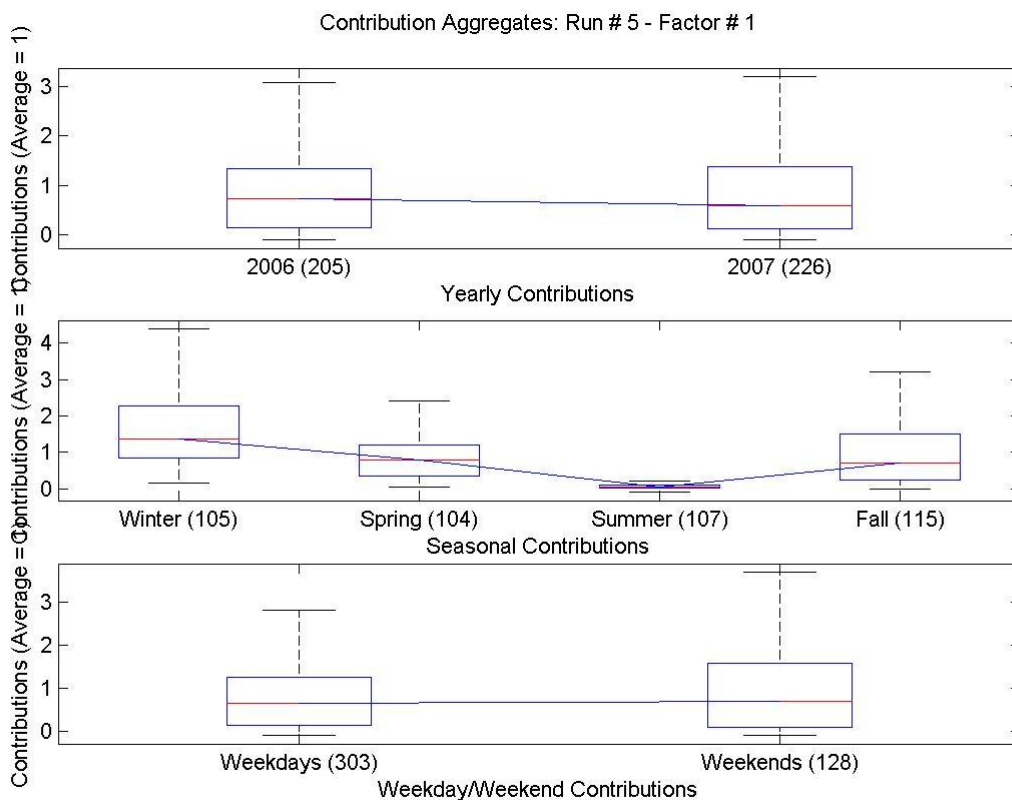 Contribution Aggregates: Run # 5 - Factor # 1
Contributions (Average = 1)
3
2
1
0
2006 (205)
2007 (226)
Yearly Contributions
Contributions (Average = 1)
4
3
2
1
0
Winter (105)
Spring (104)
Summer (107)
Fall (115)
Seasonal Contributions
Contributions (Average = 1)
3
2
1
0
Weekdays (303)
Weekends (128)
Weekday/Weekend Contributions